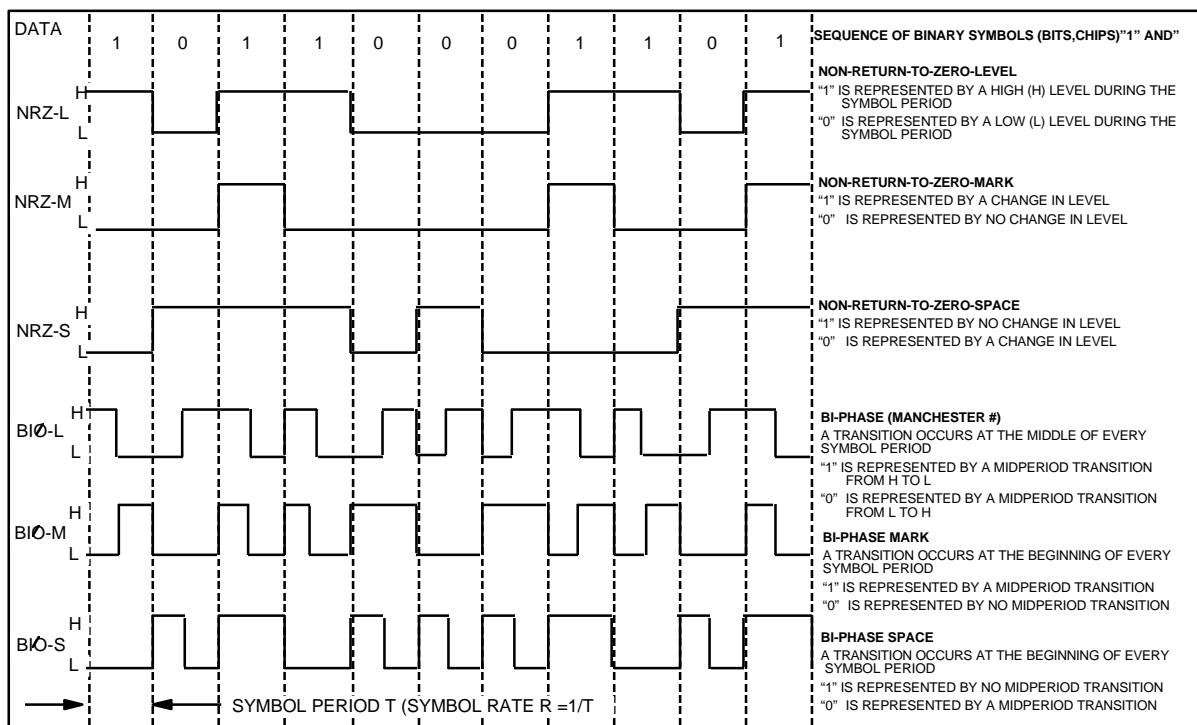 DATA
1 0 1 1 0 0 0 1 1 0 1
SEQUENCE OF BINARY SYMBOLS (BITS,CHIPS)"1" AND"
H
NRZ-L
L
NON-RETURN-TO-ZERO-LEVEL
“1” IS REPRESENTED BY A HIGH (H) LEVEL DURING THE
SYMBOL PERIOD
“0” IS REPRESENTED BY A LOW (L) LEVEL DURING THE
SYMBOL PERIOD
H
NRZ-M
L
NON-RETURN-TO-ZERO-MARK
“1” IS REPRESENTED BY A CHANGE IN LEVEL
“0” IS REPRESENTED BY NO CHANGE IN LEVEL
H
NRZ-S
L
NON-RETURN-TO-ZERO-SPACE
“1” IS REPRESENTED BY NO CHANGE IN LEVEL
“0” IS REPRESENTED BY A CHANGE IN LEVEL
H
BIØ-L
L
BI-PHASE (MANCHESTER #)
A TRANSITION OCCURS AT THE MIDDLE OF EVERY
SYMBOL PERIOD
“1” IS REPRESENTED BY A MIDPERIOD TRANSITION
FROM H TO L
“0” IS REPRESENTED BY A MIDPERIOD TRANSITION
FROM L TO H
H
BIØ-M
L
BI-PHASE MARK
A TRANSITION OCCURS AT THE BEGINNING OF EVERY
SYMBOL PERIOD
“1” IS REPRESENTED BY A MIDPERIOD TRANSITION
“0” IS REPRESENTED BY NO MIDPERIOD TRANSITION
H
BIØ-S
L
BI-PHASE SPACE
A TRANSITION OCCURS AT THE BEGINNING OF EVERY
SYMBOL PERIOD
“1” IS REPRESENTED BY NO MIDPERIOD TRANSITION
“0” IS REPRESENTED BY A MIDPERIOD TRANSITION
SYMBOL PERIOD T (SYMBOL RATE R =1/T